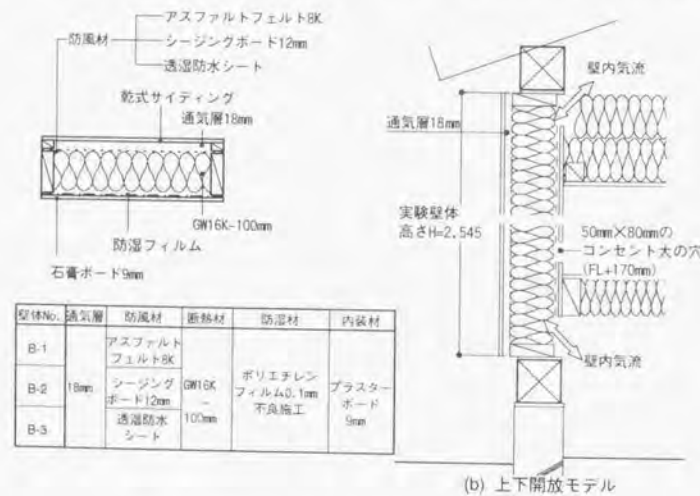 アスファルトフェルト8K
防風材
シージングボード12mm
透湿防水シート
乾式サイディング
通気層18mm
GW16K-100mm
防湿フィルム
石膏ボード9mm
壁体No. 通気層 防風材 断熱材 防湿材 内装材
B-1
アスファルト
フェルト8K
B-2
18mm
シージング
ボード12mm
GW16K
-
100mm
ポリエチレン
フィルム0.1mm
不良施工
プラスター
ボード
9mm
B-3
透湿防水
シート
壁内気流
通気層18mm
実験壁体
高さH=2.545
50mm×80mmの
コンセント大の穴
(FL+170mm)
壁内気流
(b) 上下開放モデル